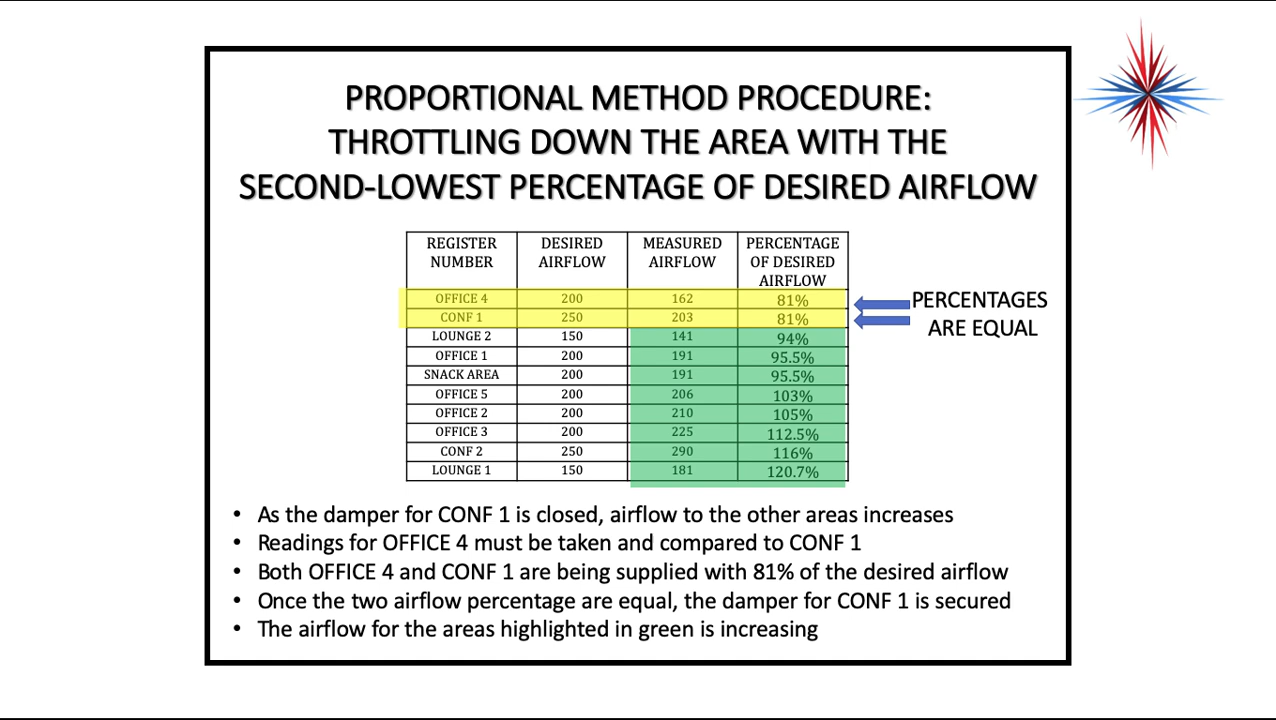 PROPORTIONAL METHOD PROCEDURE:
THROTTLING DOWN THE AREA WITH THE
SECOND-LOWEST PERCENTAGE OF DESIRED AIRFLOW
REGISTER NUMBER DESIRED AIRFLOW MEASURED AIRFLOW PERCENTAGE OF DESIRED AIRFLOW
OFFICE 4 200 162 81%
CONF 1 250 203 81%
LOUNGE 2 150 141 94%
OFFICE 1 200 191 95.5%
SNACK AREA 200 191 95.5%
OFFICE 5 200 206 103%
OFFICE 2 200 210 105%
OFFICE 3 200 225 112.5%
CONF 2 250 290 116%
LOUNGE 1 150 181 120.7%
PERCENTAGES
ARE EQUAL
• As the damper for CONF 1 is closed, airflow to the other areas increases
• Readings for OFFICE 4 must be taken and compared to CONF 1
• Both OFFICE 4 and CONF 1 are being supplied with 81% of the desired airflow
• Once the two airflow percentage are equal, the damper for CONF 1 is secured
• The airflow for the areas highlighted in green is increasing